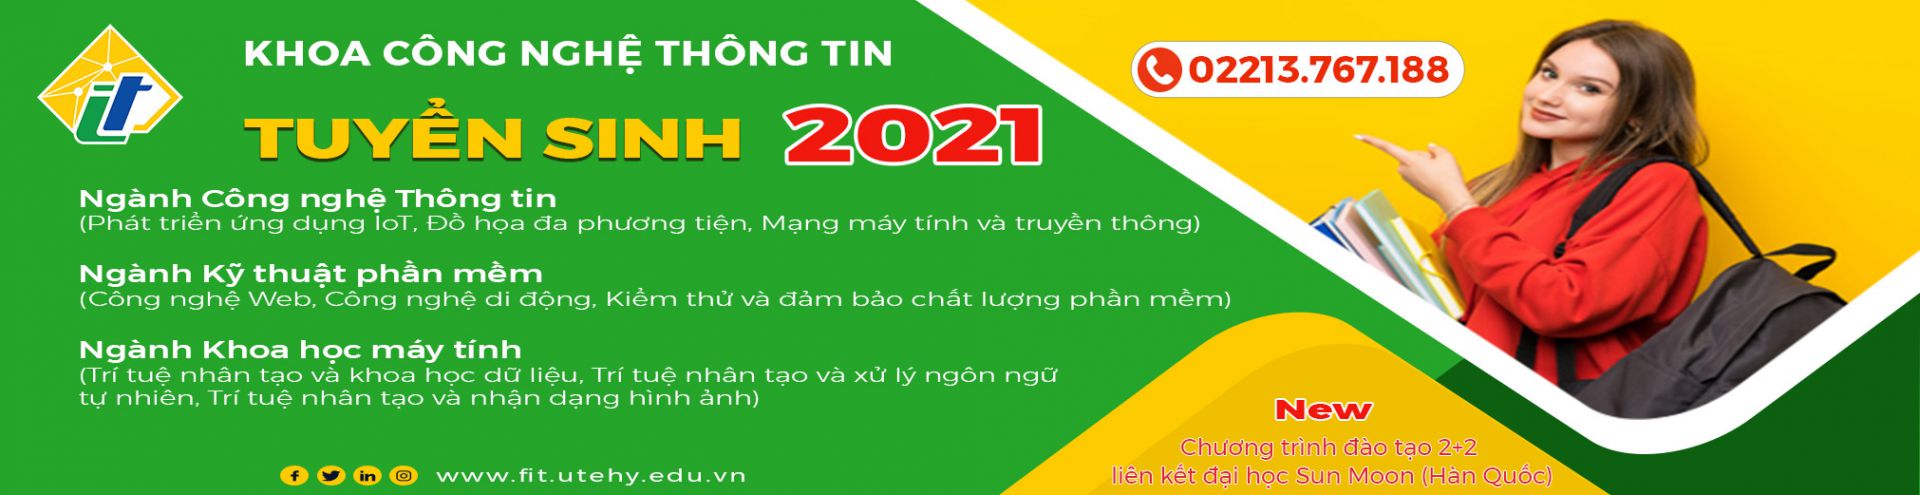 it
KHOA CÔNG NGHỆ THÔNG TIN
TUYỂN SINH 2021
02213.767.188
Ngành Công nghệ Thông tin
(Phát triển ứng dụng IoT, Đồ họa đa phương tiện, Mạng máy tính và truyền thông)
Ngành Kỹ thuật phần mềm
(Công nghệ Web, Công nghệ di động, Kiểm thử và đảm bảo chất lượng phần mềm)
Ngành Khoa học máy tính
(Trí tuệ nhân tạo và khoa học dữ liệu, Trí tuệ nhân tạo và xử lý ngôn ngữ
tự nhiên, Trí tuệ nhân tạo và nhận dạng hình ảnh)
New
Chương trình đào tạo 2+2
liên kết đại học Sun Moon (Hàn Quốc)
www.fit.utehy.edu.vn